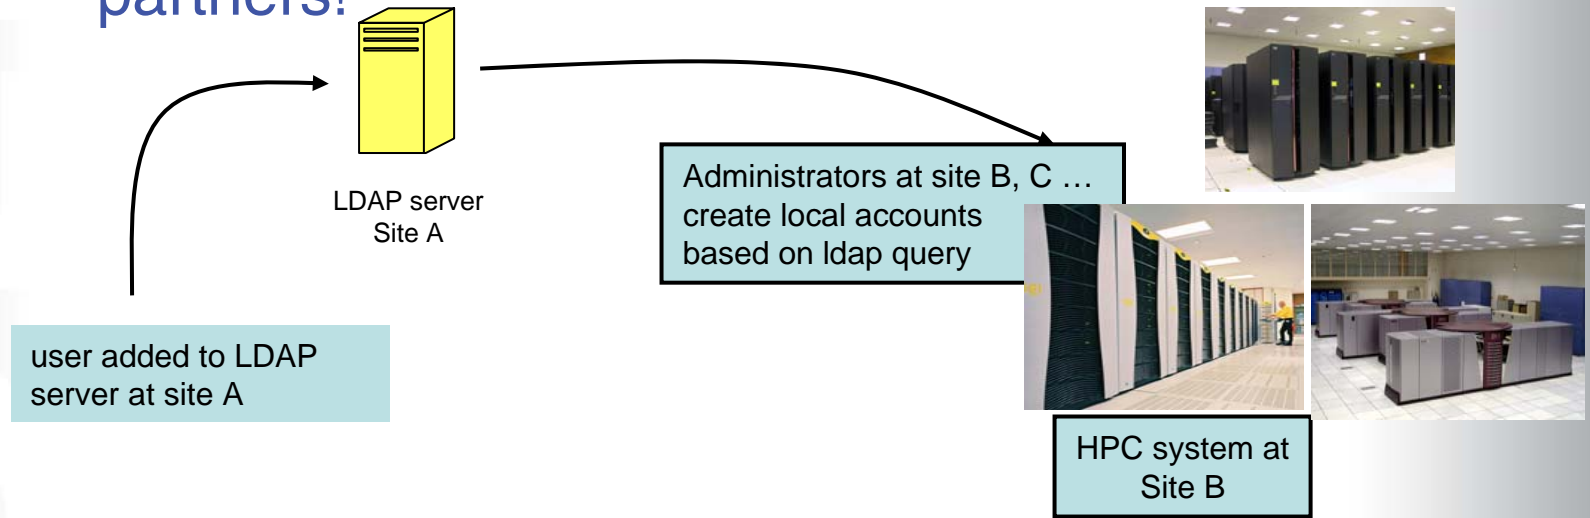 partners!
LDAP server
Site A
Administrators at site B, C …
create local accounts
based on ldap query
user added to LDAP
server at site A
HPC system at
Site B